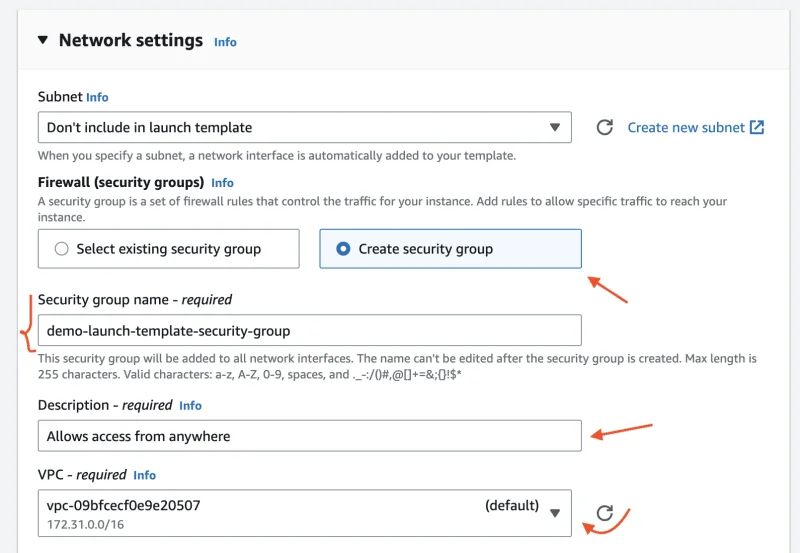 Network settings Info
Subnet Info
Don't include in launch template
Create new subnet
When you specify a subnet, a network interface is automatically added to your template.
Firewall (security groups) Info
A security group is a set of firewall rules that control the traffic for your instance. Add rules to allow specific traffic to reach your
instance.
Select existing security group
Create security group
Security group name - required
demo-launch-template-security-group
This security group will be added to all network interfaces. The name can't be edited after the security group is created. Max length is
255 characters. Valid characters: a-z, A-Z, 0-9, spaces, and ._-:/()#,@[]+=&;{}!$*
Description - required Info
Allows access from anywhere
VPC - required Info
vpc-09bfcecf0e9e20507 (default)
172.31.0.0/16